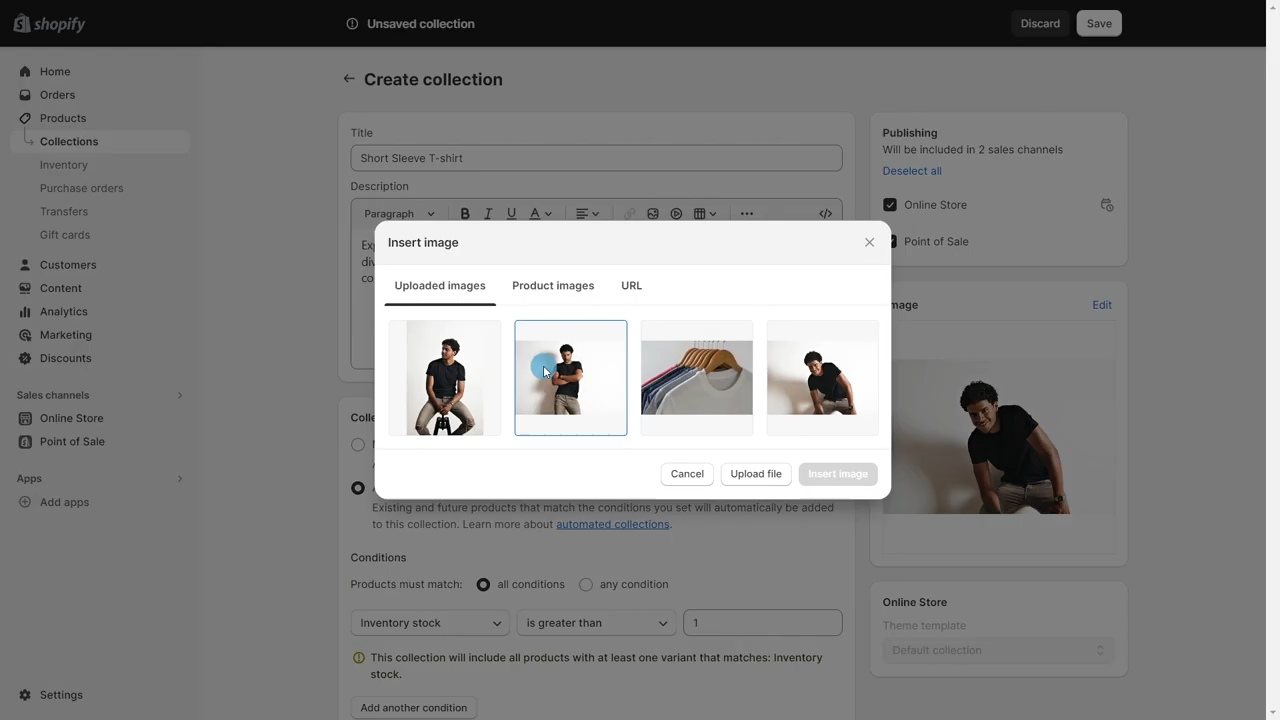 shopify
Unsaved collection
Discard
Save
Home
Orders
Products
Collections
Inventory
Purchase orders
Transfers
Gift cards
Customers
Content
Analytics
Marketing
Discounts
Sales channels
Online Store
Point of Sale
Apps
Add apps
Settings
Create collection
Title
Short Sleeve T-shirt
Description
Paragraph
B I U A
Insert image
Uploaded images
Product images
URL
Cancel
Upload file
Insert image
Existing and future products that match the conditions you set will automatically be added
to this collection. Learn more about automated collections.
Conditions
Products must match:
all conditions
any condition
Inventory stock
is greater than
1
This collection will include all products with at least one variant that matches: Inventory
stock.
Add another condition
Publishing
Will be included in 2 sales channels
Deselect all
Online Store
Point of Sale
mage
Edit
Online Store
Theme template
Default collection